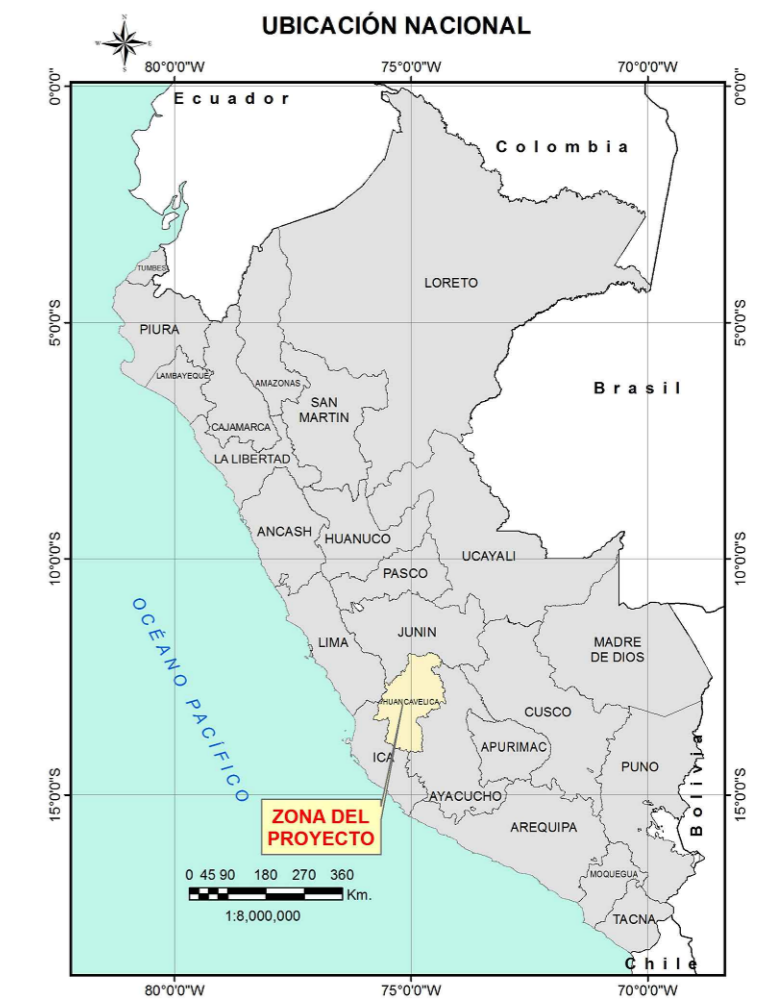 UBICACIÓN NACIONAL
N
W
E
S
80°0'0"W 75°0'0"W 70°0'0"W
0°0'0"
0°0'0"
Ecuador
Colombia
TUMBES
LORETO
5°0'0"S
5°0'0"S
PIURA
LAMBAYEQUE
AMAZONAS
Brasil
SAN
MARTIN
CAJAMARCA
LA LIBERTAD
ANCASH
HUANUCO
UCAYALI
10°0'0"S
10°0'0"S
PASCO
OCÉANO PACÍFICO
JUNIN
LIMA
MADRE
DE DIOS
HUANCAVELICA
CUSCO
APURIMAC
ICA
PUNO
Bolivia
15°0'0"S
15°0'0"S
AYACUCHO
ZONA DEL
PROYECTO
AREQUIPA
MOQUEGUA
0 45 90 180 270 360
Km.
1:8,000,000
TACNA
Chile
80°0'0"W 75°0'0"W 70°0'0"W